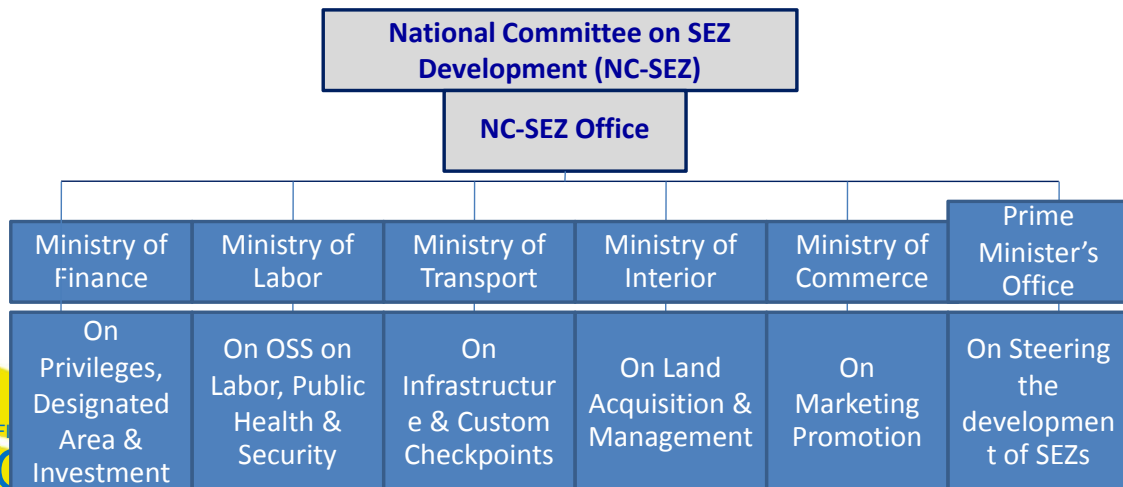 National Committee on SEZ
Development (NC-SEZ)
NC-SEZ Office
Ministry of
Finance
Ministry of
Labor
Ministry of
Transport
Ministry of
Interior
Ministry of
Commerce
Prime
Minister’s
Office
On
Privileges,
Designated
Area &
Investment
On OSS on
Labor, Public
Health &
Security
On
Infrastructur
e & Custom
Checkpoints
On Land
Acquisition &
Management
On
Marketing
Promotion
On Steering
the
developmen
t of SEZs